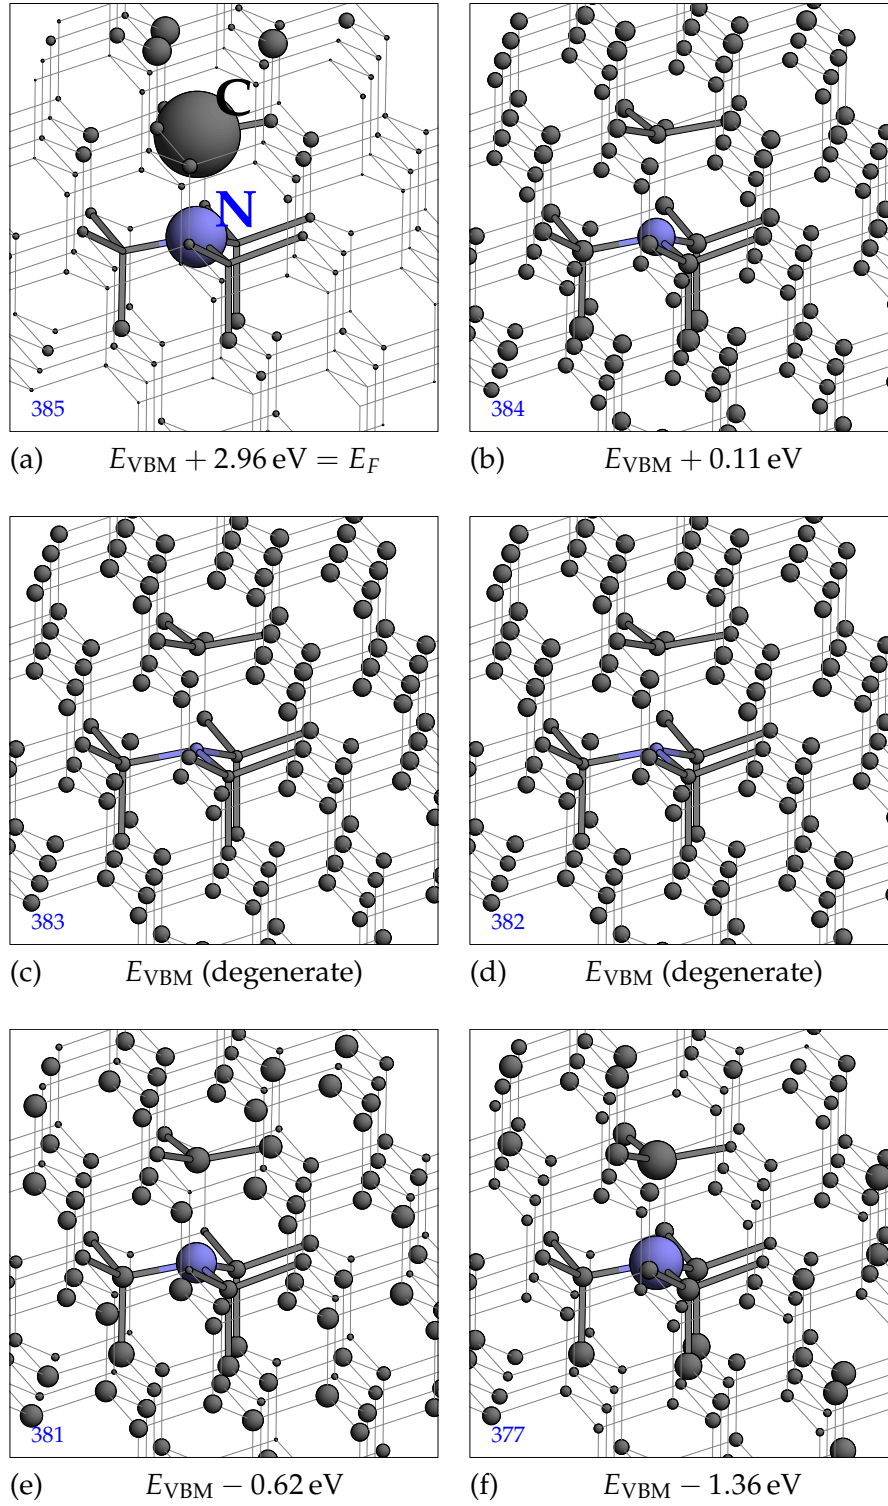 C
N
385
384
(a) E_VBM + 2.96 eV = E_F
(b) E_VBM + 0.11 eV
383
382
(c) E_VBM (degenerate)
(d) E_VBM (degenerate)
381
377
(e) E_VBM − 0.62 eV
(f) E_VBM − 1.36 eV